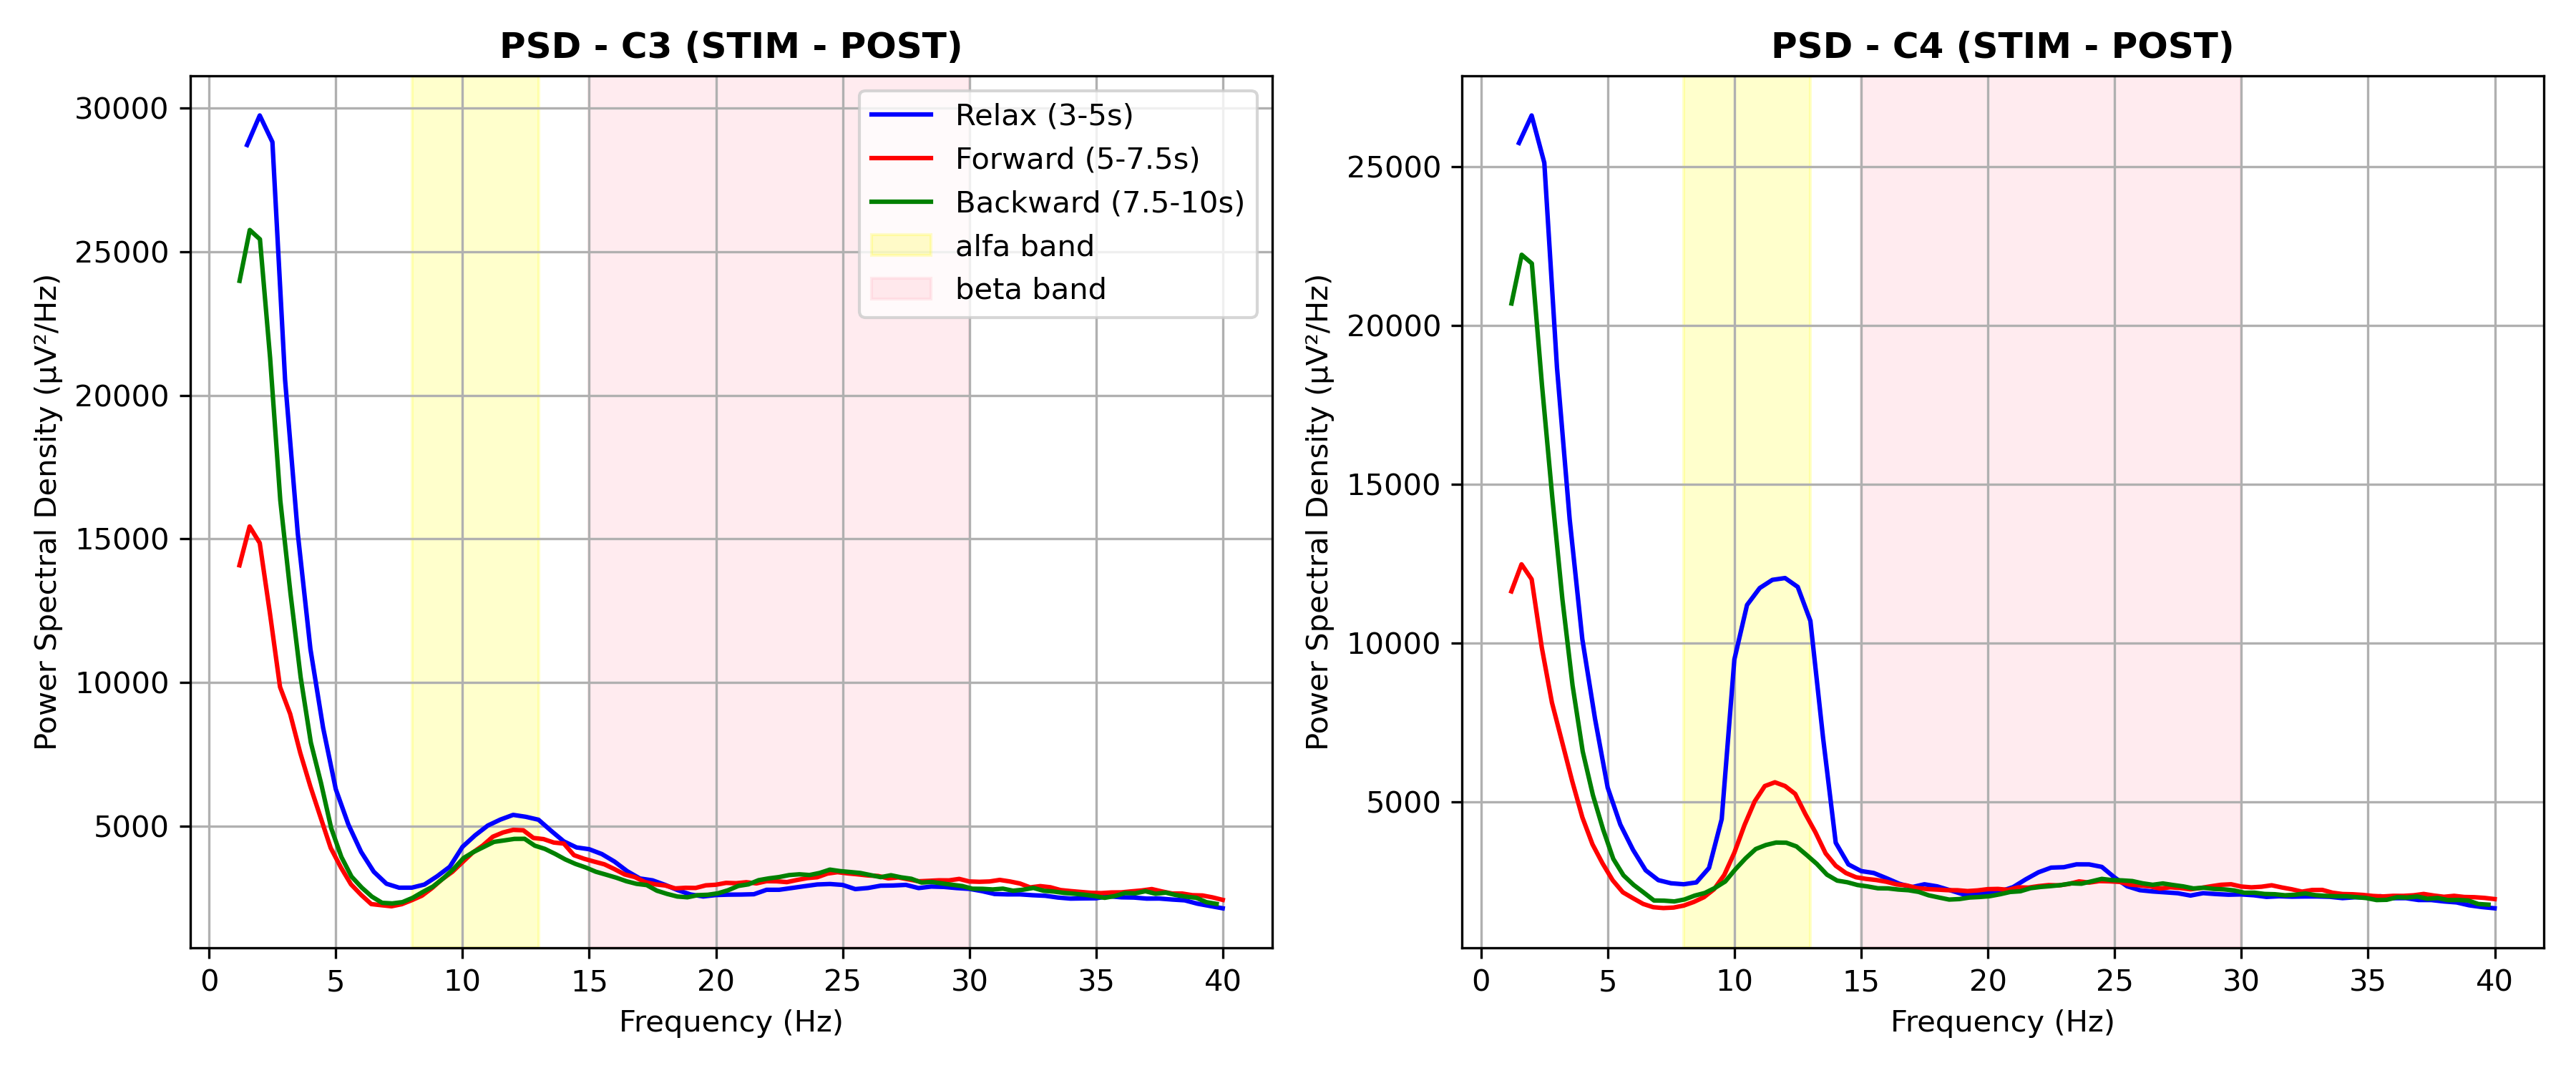 PSD - C3 (STIM - POST)
Power Spectral Density (µV²/Hz)
30000
25000
20000
15000
10000
5000
0 5 10 15 20 25 30 35 40
Frequency (Hz)
Relax (3-5s)
Forward (5-7.5s)
Backward (7.5-10s)
alfa band
beta band
PSD - C4 (STIM - POST)
Power Spectral Density (µV²/Hz)
25000
20000
15000
10000
5000
0 5 10 15 20 25 30 35 40
Frequency (Hz)